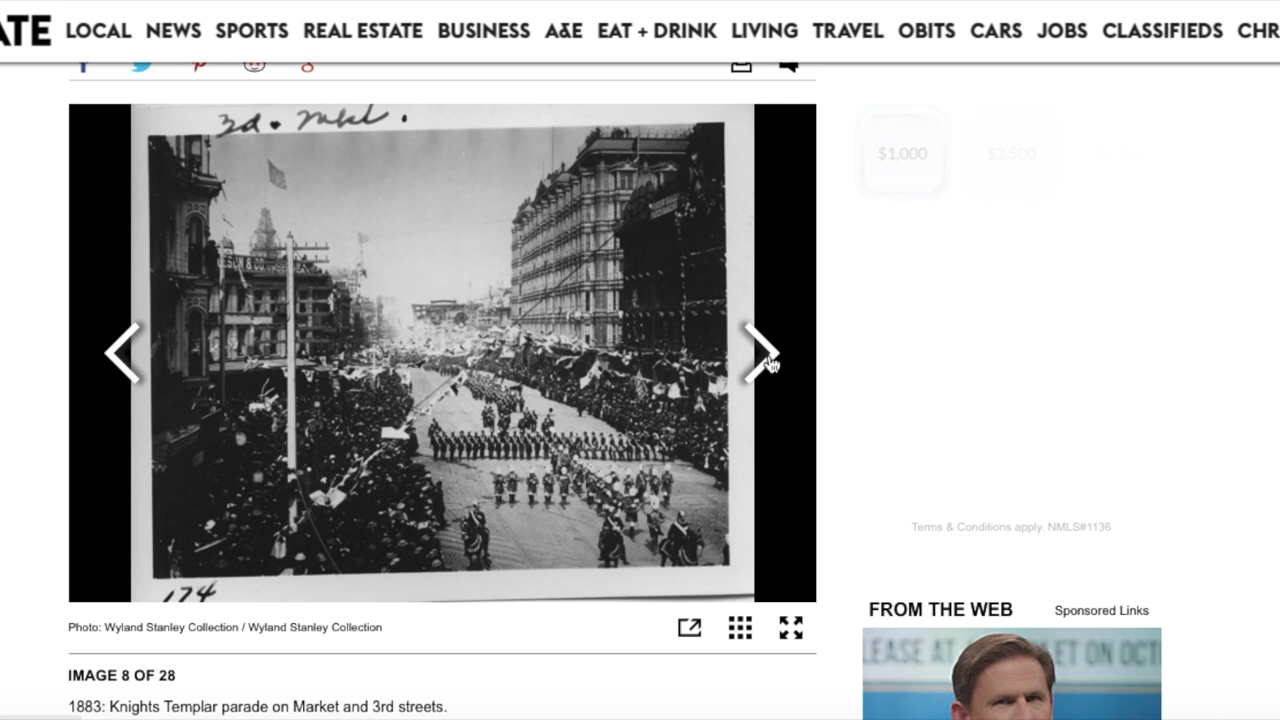 ATE LOCAL NEWS SPORTS REAL ESTATE BUSINESS A&E EAT + DRINK LIVING TRAVEL OBITS CARS JOBS CLASSIFIEDS CHR
3d. Mkt.
$1,000 $2,500
174
Terms & Conditions apply. NMLS#1136
Photo: Wyland Stanley Collection / Wyland Stanley Collection
FROM THE WEB Sponsored Links
IMAGE 8 OF 28
1883: Knights Templar parade on Market and 3rd streets.